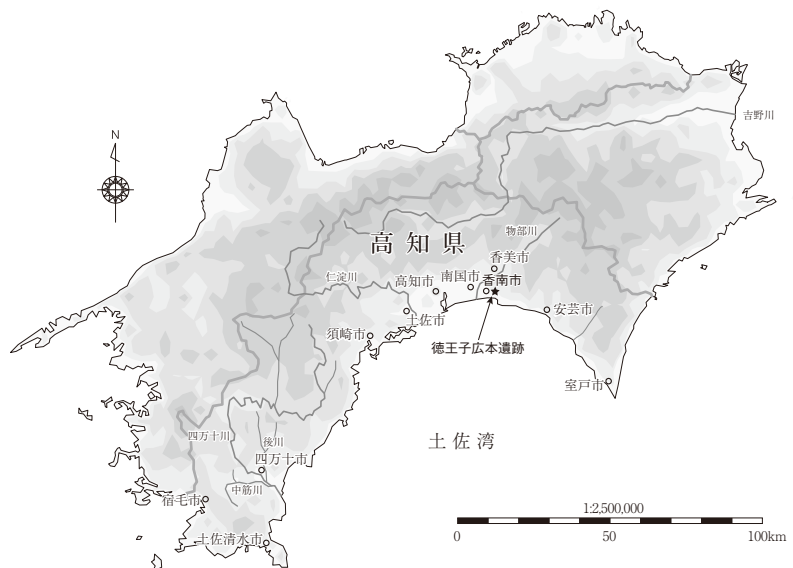 N
吉野川
物部川
高知県
香美市
仁淀川
高知市
南国市
香南市
安芸市
土佐市
須崎市
徳王子広本遺跡
室戸市
四万十川
後川
土佐湾
四万十市
中筋川
宿毛市
土佐清水市
1:2,500,000
0 50 100km